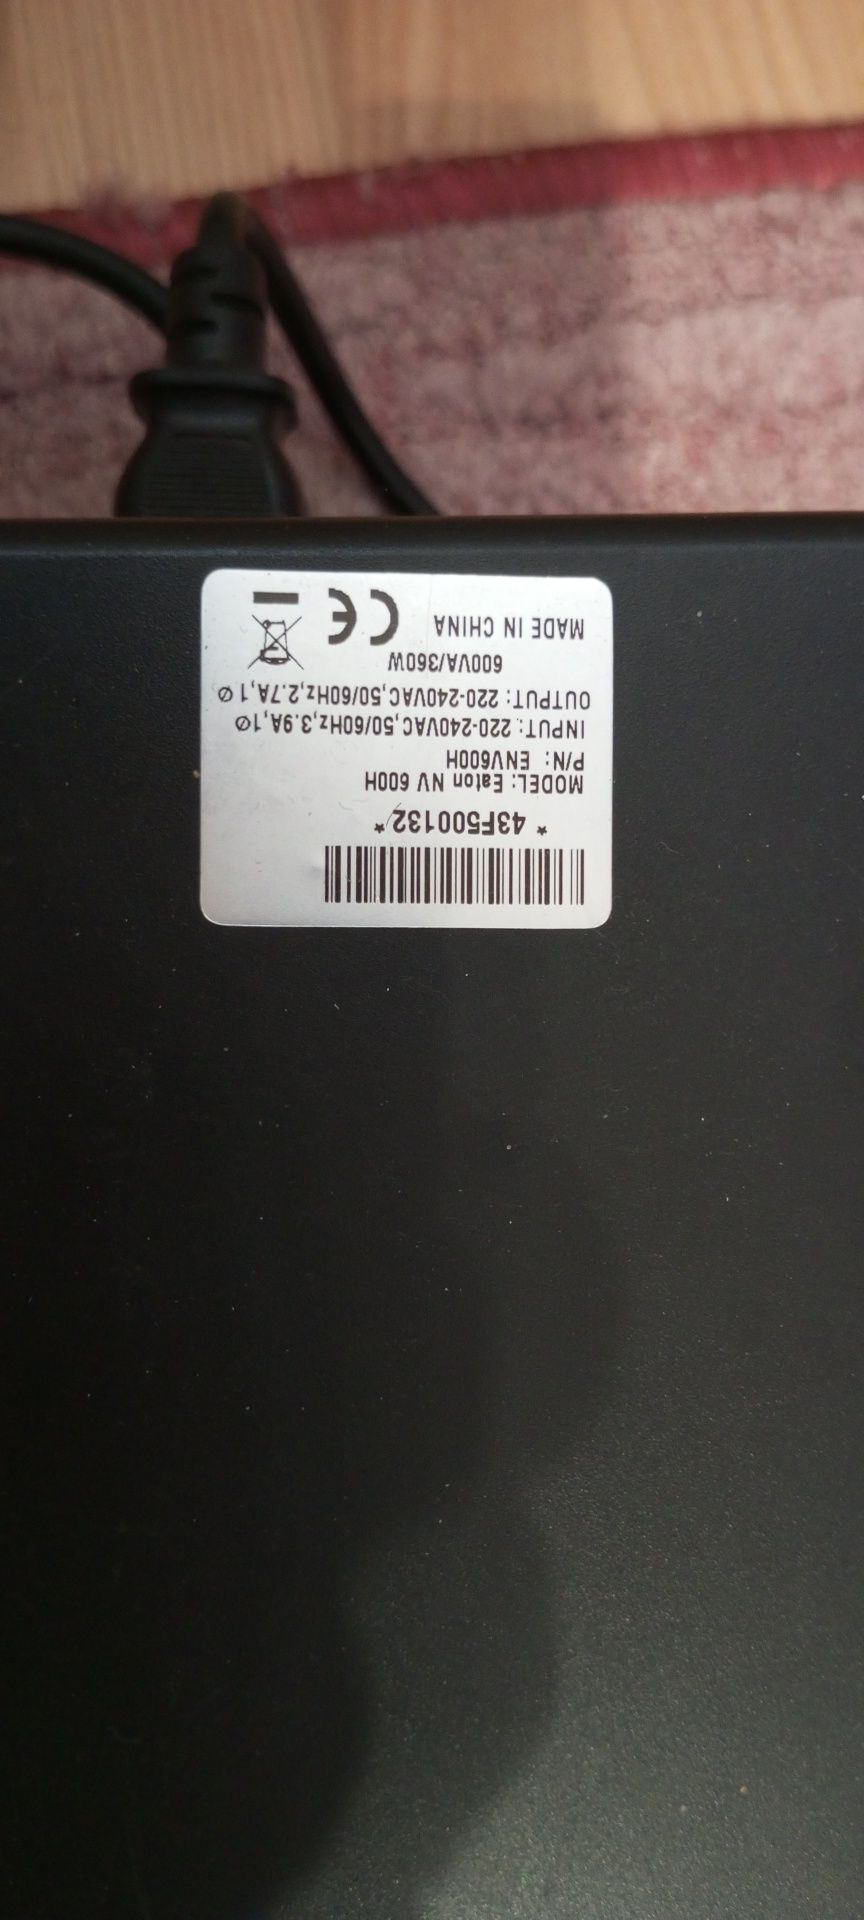 * 43F500132 *
MODEL: Eaton NV 600H
P/N: ENV600H
INPUT: 220-240VAC,50/60Hz,3.9A,1Ø
OUTPUT: 220-240VAC,50/60Hz,2.7A,1Ø
600VA/360W
MADE IN CHINA
CE